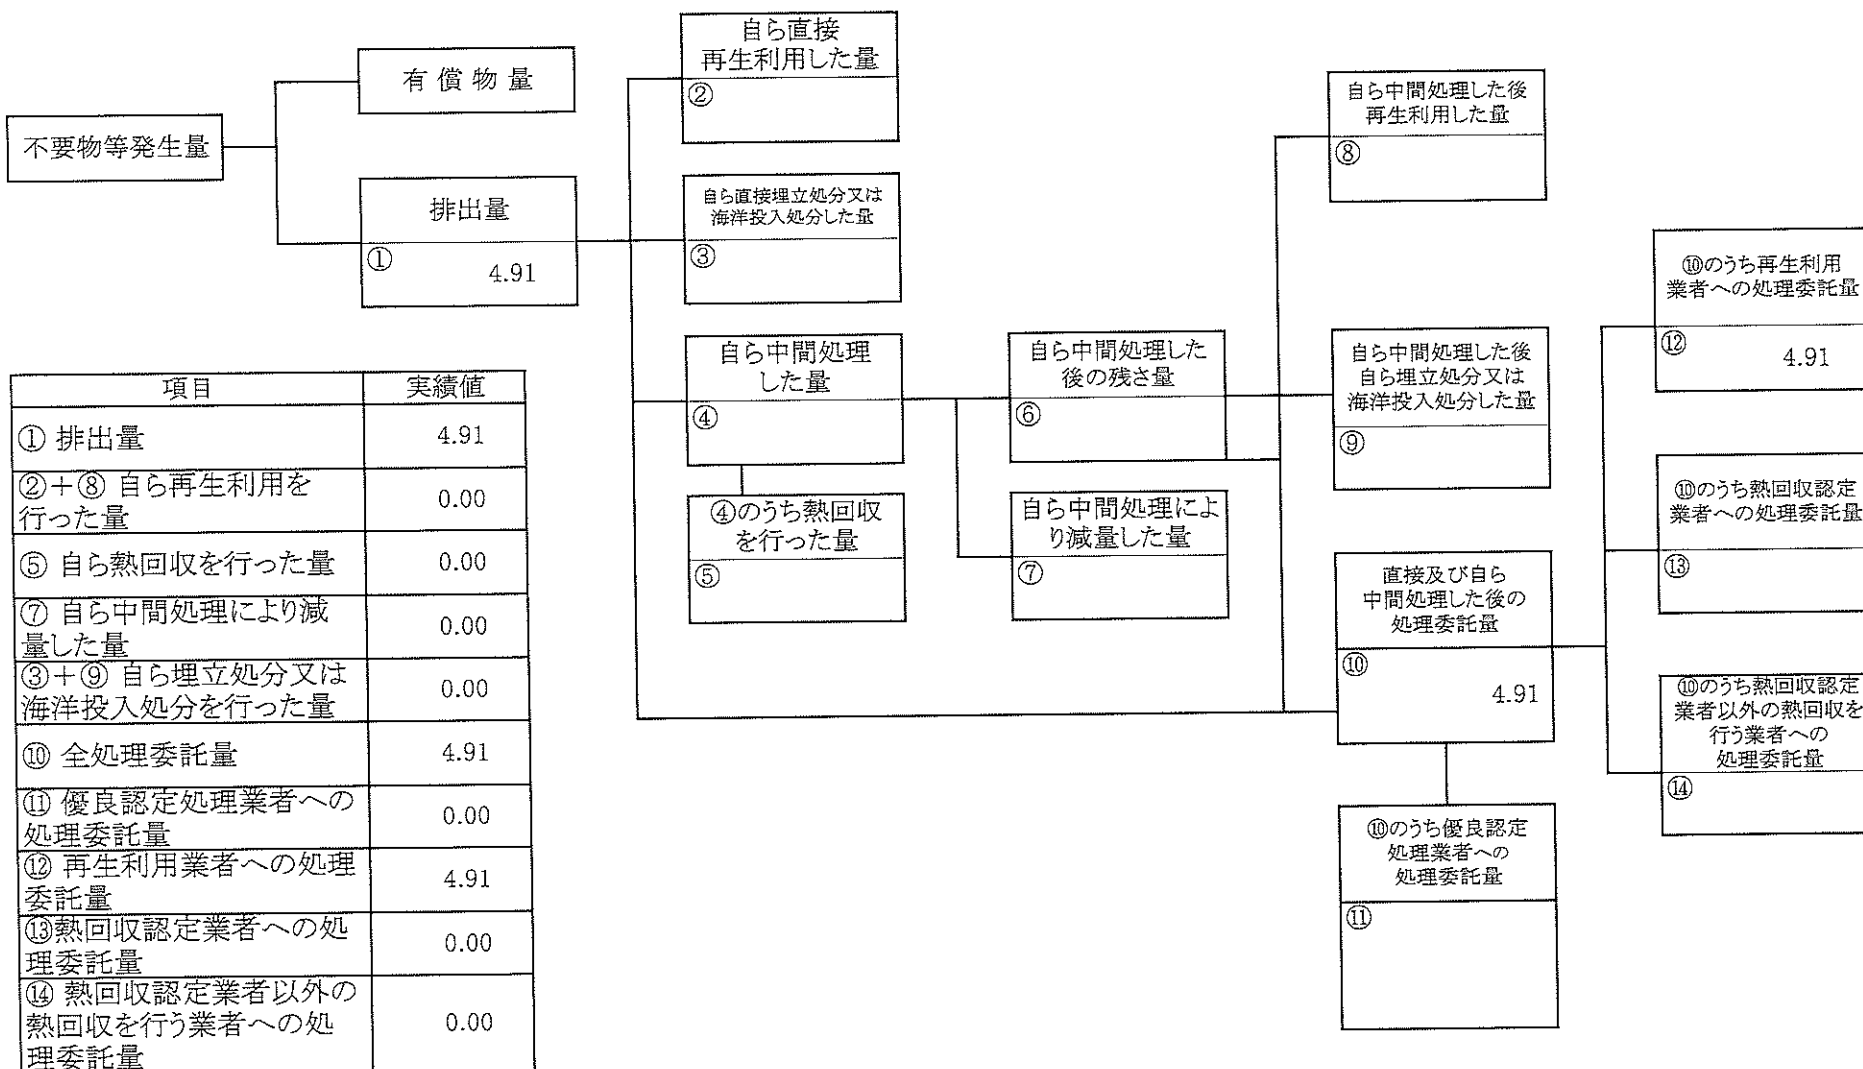 不要物等発生量
有償物量
排出量
①
4.91
自ら直接
再生利用した量
②
自ら直接埋立処分又は
海洋投入処分した量
③
自ら中間処理
した量
④
④のうち熱回収
を行った量
⑤
自ら中間処理した
後の残さ量
⑥
自ら中間処理によ
り減量した量
⑦
自ら中間処理した後
再生利用した量
⑧
自ら中間処理した後
自ら埋立処分又は
海洋投入処分した量
⑨
直接及び自ら
中間処理した後の
処理委託量
⑩
4.91
⑩のうち優良認定
処理業者への
処理委託量
⑪
⑩のうち再生利用
業者への処理委託量
⑫
4.91
⑩のうち熱回収認定
業者への処理委託量
⑬
⑩のうち熱回収認定
業者以外の熱回収を
行う業者への
処理委託量
⑭
項目 実績値
① 排出量 4.91
②+⑧ 自ら再生利用を
行った量 0.00
⑤ 自ら熱回収を行った量 0.00
⑦ 自ら中間処理により減
量した量 0.00
③+⑨ 自ら埋立処分又は
海洋投入処分を行った量 0.00
⑩ 全処理委託量 4.91
⑪ 優良認定処理業者への
処理委託量 0.00
⑫ 再生利用業者への処理
委託量 4.91
⑬熱回収認定業者への処
理委託量 0.00
⑭ 熱回収認定業者以外の
熱回収を行う業者への処
理委託量 0.00